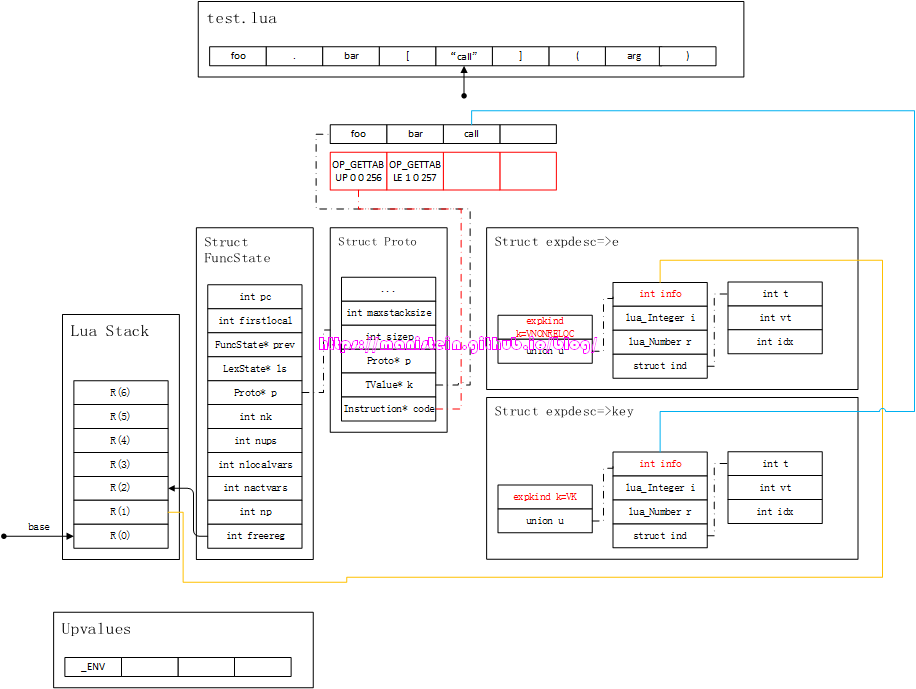 test.lua
foo . bar [ “call” ] ( arg )
foo bar call
OP_GETTAB OP_GETTAB
UP 0 0 256 LE 1 0 257
Struct
FuncState
int pc
int firstlocal
FuncState* prev
LexState* ls
Proto* p
int nk
int nups
int nlocalvars
int nactvars
int np
int freereg
Struct Proto
...
int maxstacksize
int sizep
Proto* p
TValue* k
Instruction* code
Struct expdesc=>e
expkind
k=VNONRELOC
union u
int info
lua_Integer i
lua_Number r
struct ind
int t
int vt
int idx
Struct expdesc=>key
expkind k=VK
union u
int info
lua_Integer i
lua_Number r
struct ind
int t
int vt
int idx
Lua Stack
R(6)
R(5)
R(4)
R(3)
R(2)
R(1)
R(0)
base
Upvalues
_ENV